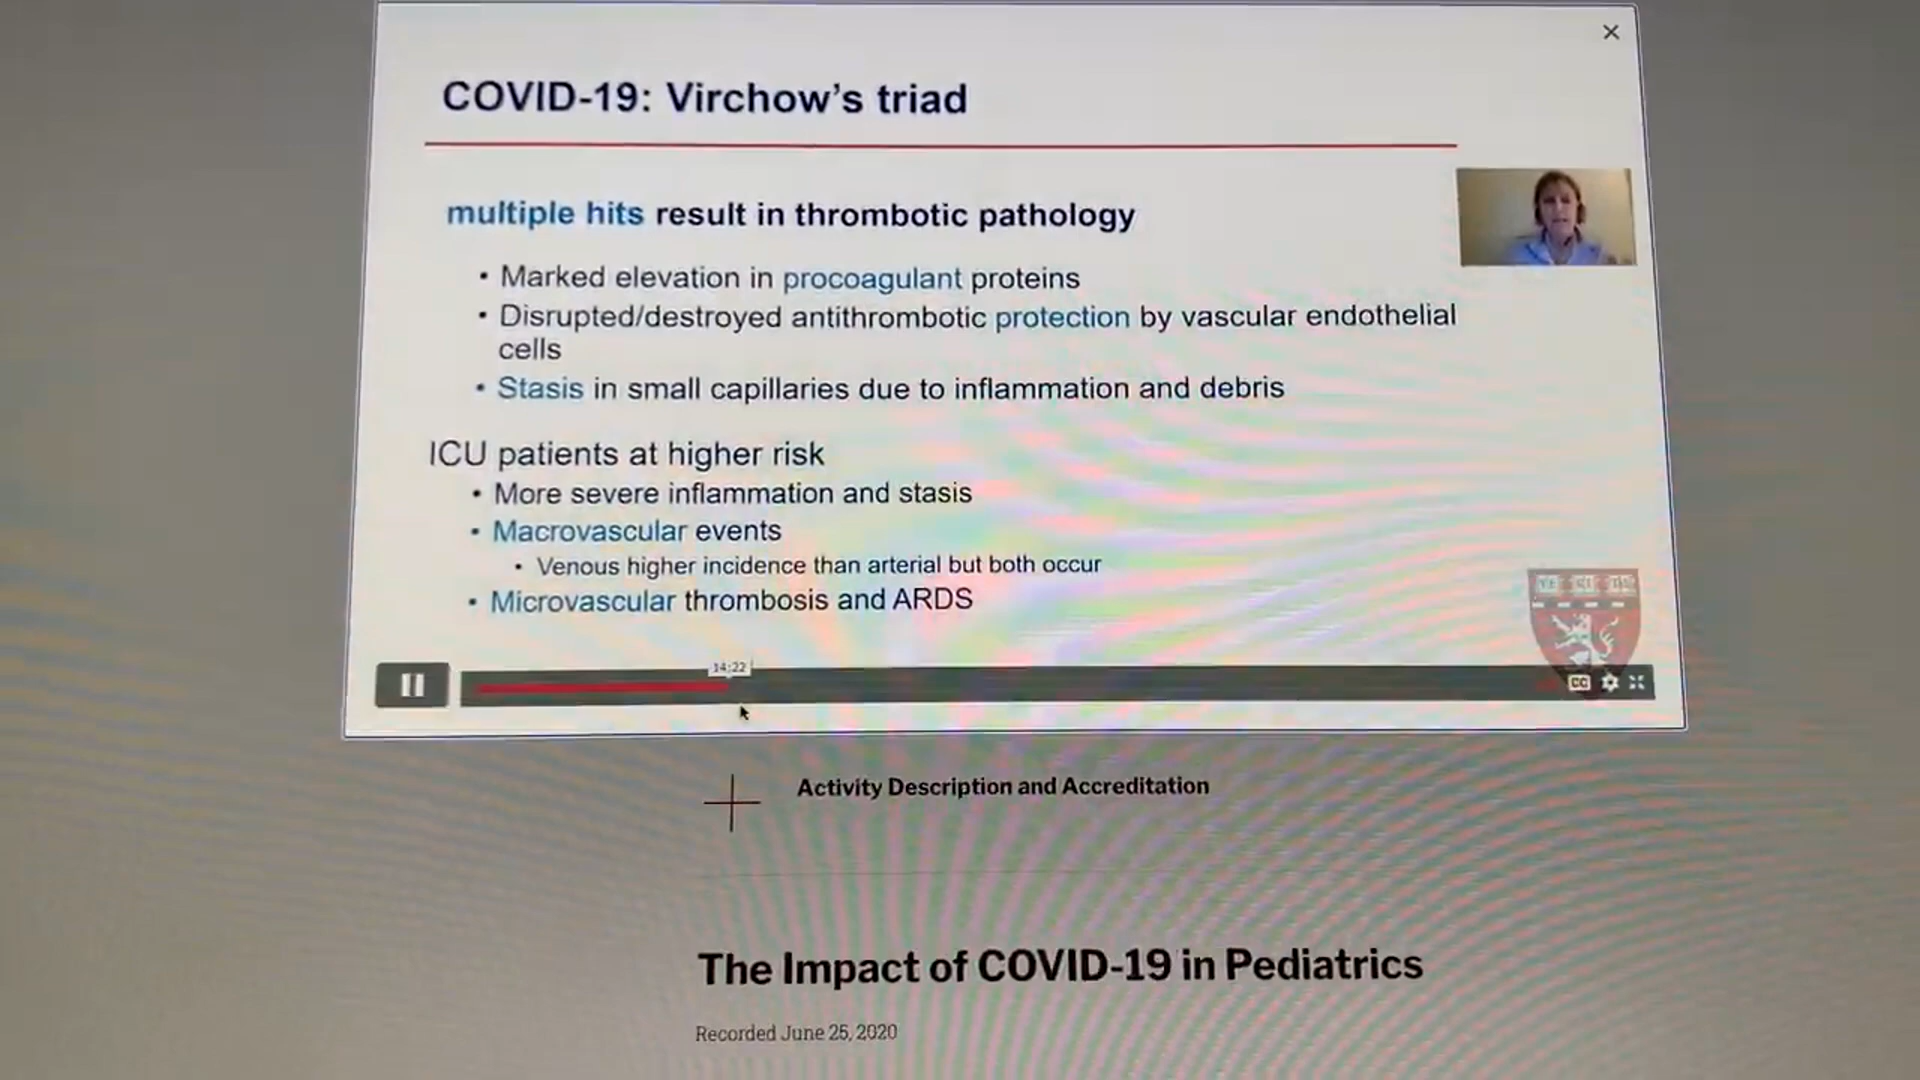 COVID-19: Virchow's triad
multiple hits result in thrombotic pathology
• Marked elevation in procoagulant proteins
• Disrupted/destroyed antithrombotic protection by vascular endothelial
cells
• Stasis in small capillaries due to inflammation and debris
ICU patients at higher risk
• More severe inflammation and stasis
• Macrovascular events
• Venous higher incidence than arterial but both occur
• Microvascular thrombosis and ARDS
14:22
CC
Activity Description and Accreditation
The Impact of COVID-19 in Pediatrics
Recorded June 25, 2020